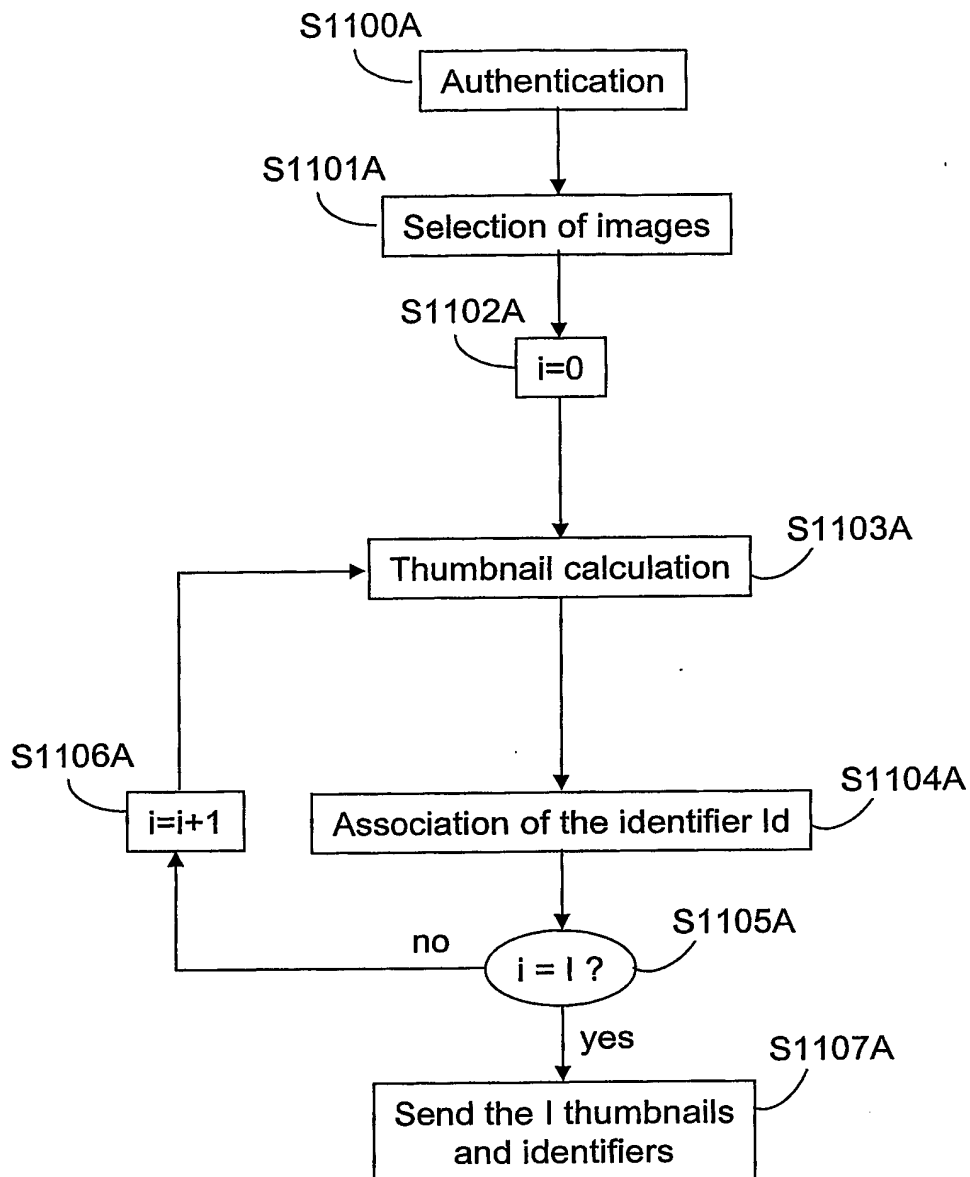 S1100A
Authentication
S1101A
Selection of images
S1102A
i=0
S1103A
Thumbnail calculation
S1106A
i=i+1
S1104A
Association of the identifier Id
S1105A
no
i = I ?
yes
S1107A
Send the I thumbnails
and identifiers